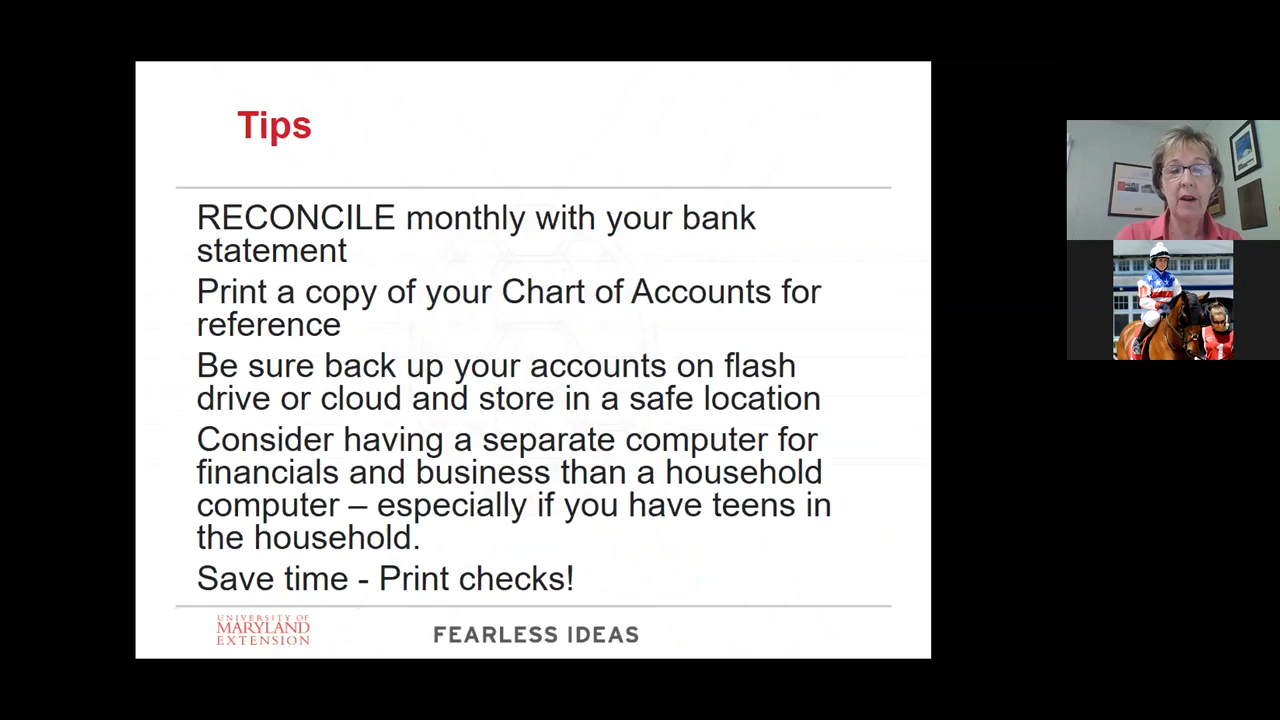 Tips
RECONCILE monthly with your bank
statement
Print a copy of your Chart of Accounts for
reference
Be sure back up your accounts on flash
drive or cloud and store in a safe location
Consider having a separate computer for
financials and business than a household
computer – especially if you have teens in
the household.
Save time - Print checks!
UNIVERSITY OF
MARYLAND
EXTENSION
FEARLESS IDEAS